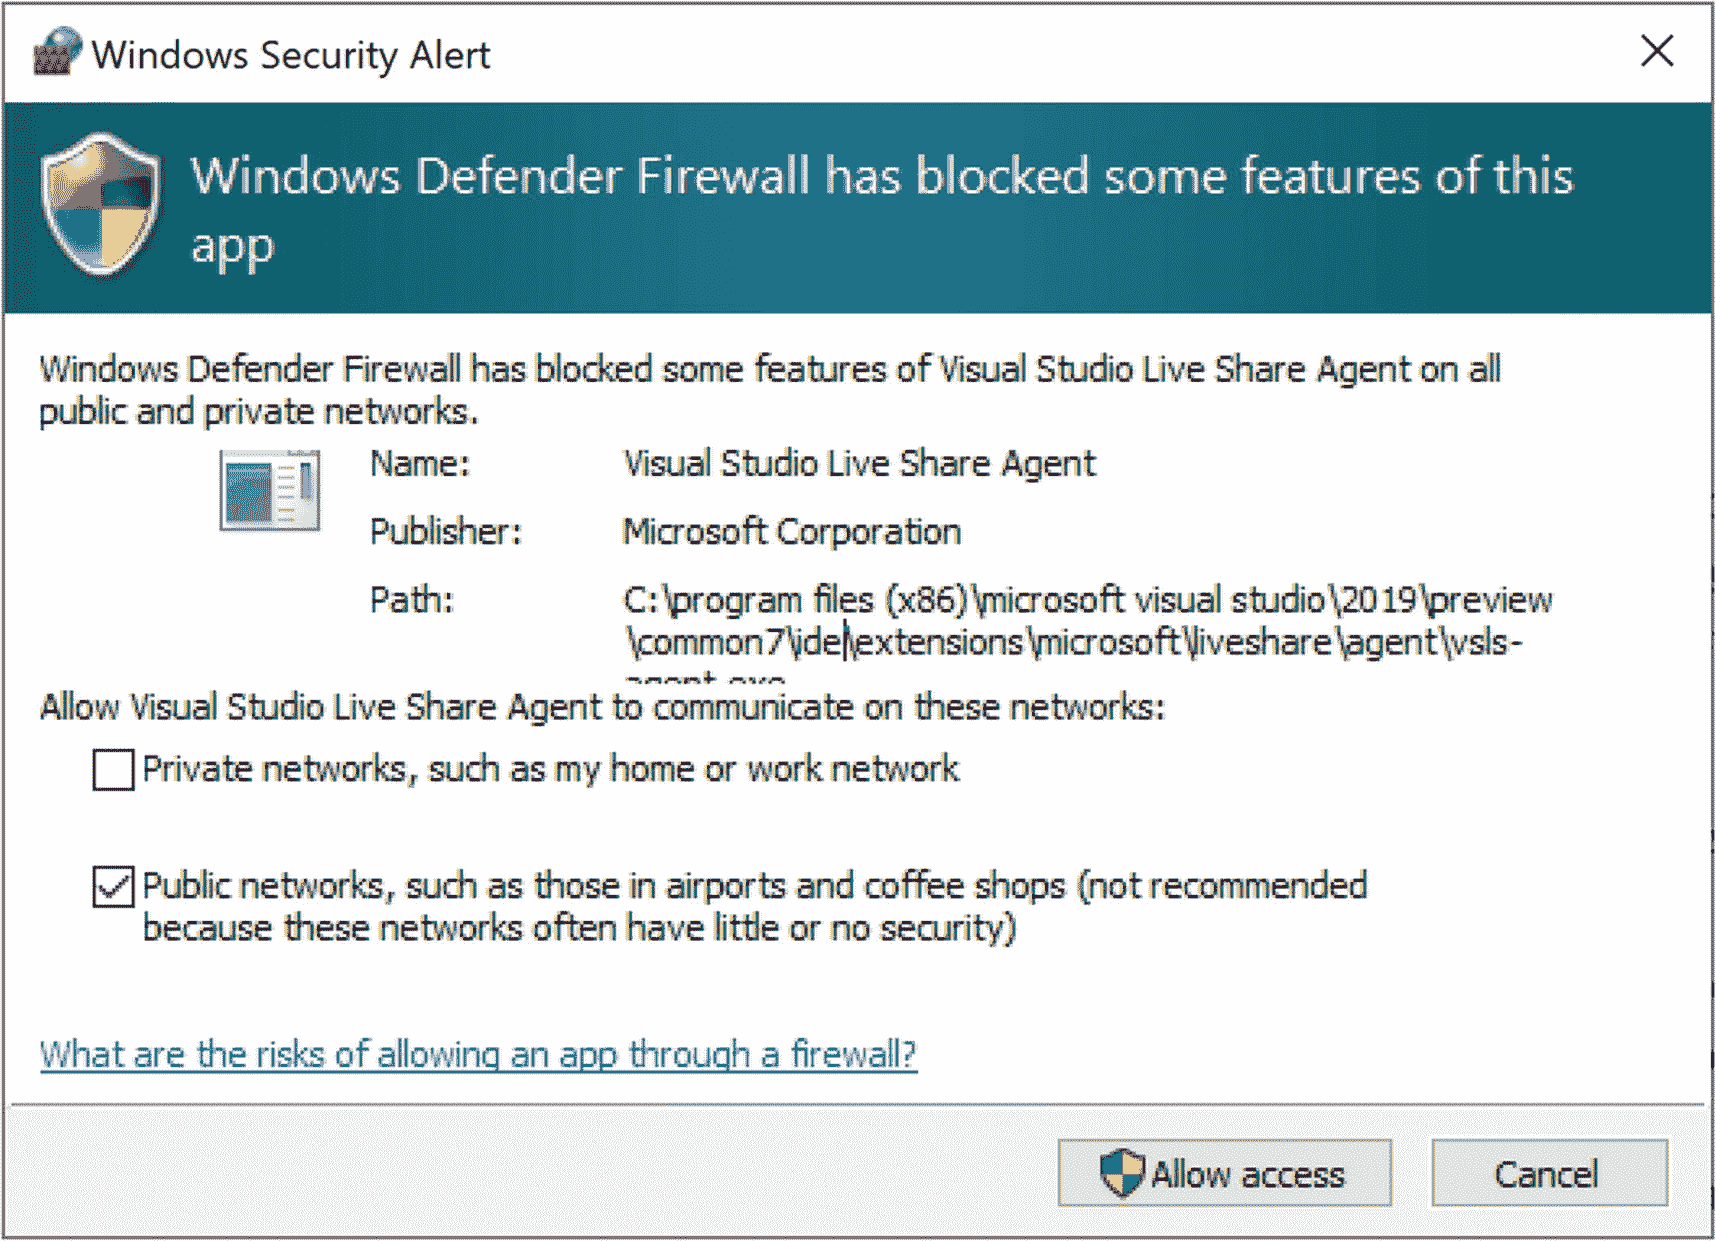 Windows Security Alert
Windows Defender Firewall has blocked some features of this
app
Windows Defender Firewall has blocked some features of Visual Studio Live Share Agent on all
public and private networks.
Name: Visual Studio Live Share Agent
Publisher: Microsoft Corporation
Path: C:\program files (x86)\microsoft visual studio\2019\preview
\common7\ide\extensions\microsoft\liveshare\agent\vsls-
agent.exe
Allow Visual Studio Live Share Agent to communicate on these networks:
Private networks, such as my home or work network
Public networks, such as those in airports and coffee shops (not recommended
because these networks often have little or no security)
What are the risks of allowing an app through a firewall?
Allow access
Cancel